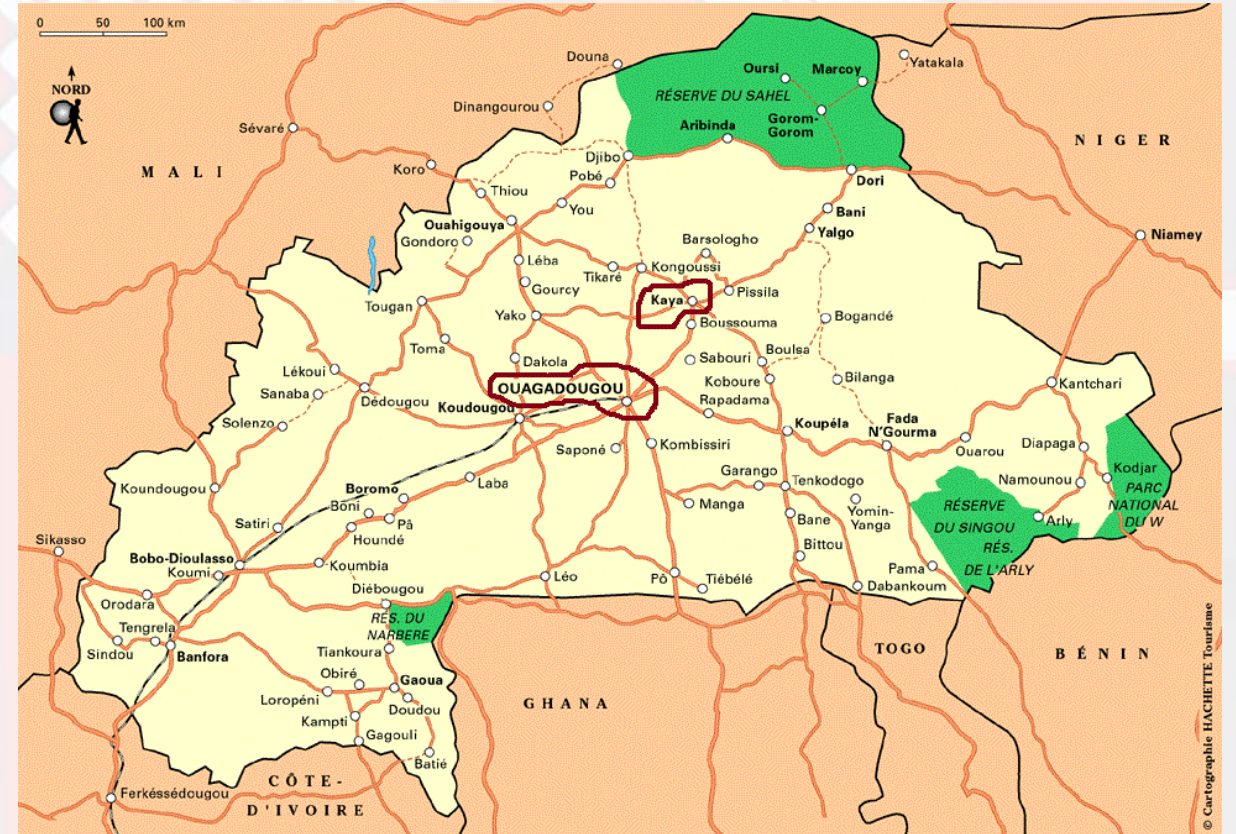 0 50 100 km
NORD
Douna
Dinangourou
Sévaré
MALI
Koro
Thiou
Djibo
Pobé
You
Ouahigouya
Gondoro
RÉSERVE DU SAHEL
Oursi
Marcoy
Gorom-
Gorom
Aribinda
Yatakala
NIGER
Dori
Bani
Yalgo
Niamey
Barsologho
Léba
Tikaré
Kongoussi
Gourcy
Kaya
Pissila
Tougan
Yako
Boussouma
Bogandé
Toma
Dakola
Sabouri
Boulsa
Lékoui
Sanaba
Dédougou
OUAGADOUGOU
Koboure
Bilanga
Rapadama
Kantchari
Koudougou
Solenzo
Koupéla
Fada
N'Gourma
Saponé
Kombissiri
Ouarou
Diapaga
Koundougou
Laba
Garango
Tenkodogo
Namounou
Kodjar
PARC
NATIONAL
DU W
Boromo
Boni
Pâ
Houndé
Manga
Yomin-
Yanga
RÉSERVE
DU SINGOU
RÉS.
DE L'ARLY
Arly
Satiri
Bane
Bittou
Sikasso
Bobo-Dioulasso
Koumi
Koumbia
Diébougou
Léo
Pô
Tiébélé
Pama
Dabankoum
Orodara
RÉS. DU
NARBERE
Tengrela
Sindou
Banfora
Tiankoura
TOGO
BÉNIN
Obiré
Gaoua
Loropéni
Doudou
GHANA
Kampti
Gagouli
Batié
CÔTE-
D'IVOIRE
Ferkéssédougou
© Cartographie HACHETTE Tourisme